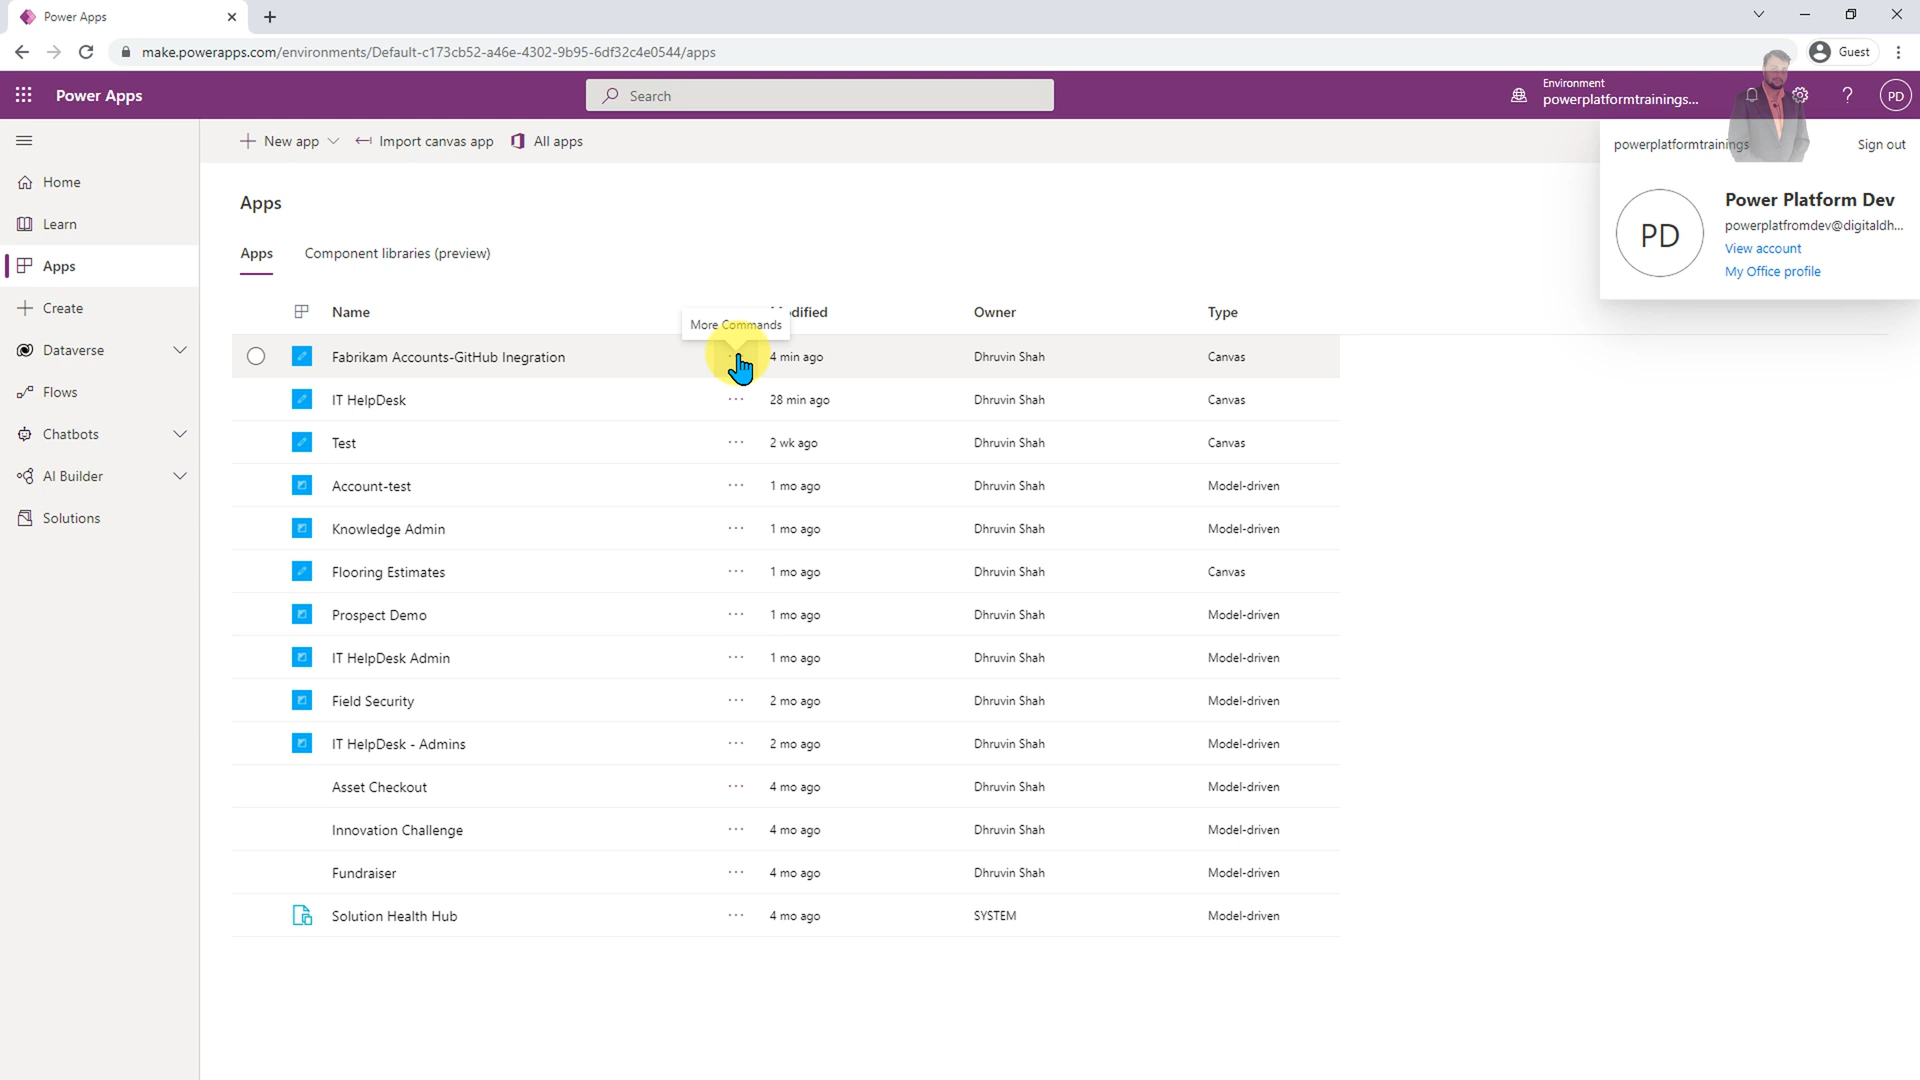 Power Apps
make.powerapps.com/environments/Default-c173cb52-a46e-4302-9b95-6df32c4e0544/apps
Guest
Power Apps
Search
Environment
powerplatformtrainings...
?
PD
New app
Import canvas app
All apps
powerplatformtrainings
Sign out
PD
Power Platform Dev
powerplatfromdev@digitaldh...
View account
My Office profile
Home
Learn
Apps
Create
Dataverse
Flows
Chatbots
AI Builder
Solutions
Apps
Apps
Component libraries (preview)
Name
Owner
Type
More Commands
Fabrikam Accounts-GitHub Inegration 4 min ago Dhruvin Shah Canvas
IT HelpDesk ... 28 min ago Dhruvin Shah Canvas
Test ... 2 wk ago Dhruvin Shah Canvas
Account-test ... 1 mo ago Dhruvin Shah Model-driven
Knowledge Admin ... 1 mo ago Dhruvin Shah Model-driven
Flooring Estimates ... 1 mo ago Dhruvin Shah Canvas
Prospect Demo ... 1 mo ago Dhruvin Shah Model-driven
IT HelpDesk Admin ... 1 mo ago Dhruvin Shah Model-driven
Field Security ... 2 mo ago Dhruvin Shah Model-driven
IT HelpDesk - Admins ... 2 mo ago Dhruvin Shah Model-driven
Asset Checkout ... 4 mo ago Dhruvin Shah Model-driven
Innovation Challenge ... 4 mo ago Dhruvin Shah Model-driven
Fundraiser ... 4 mo ago Dhruvin Shah Model-driven
Solution Health Hub ... 4 mo ago SYSTEM Model-driven